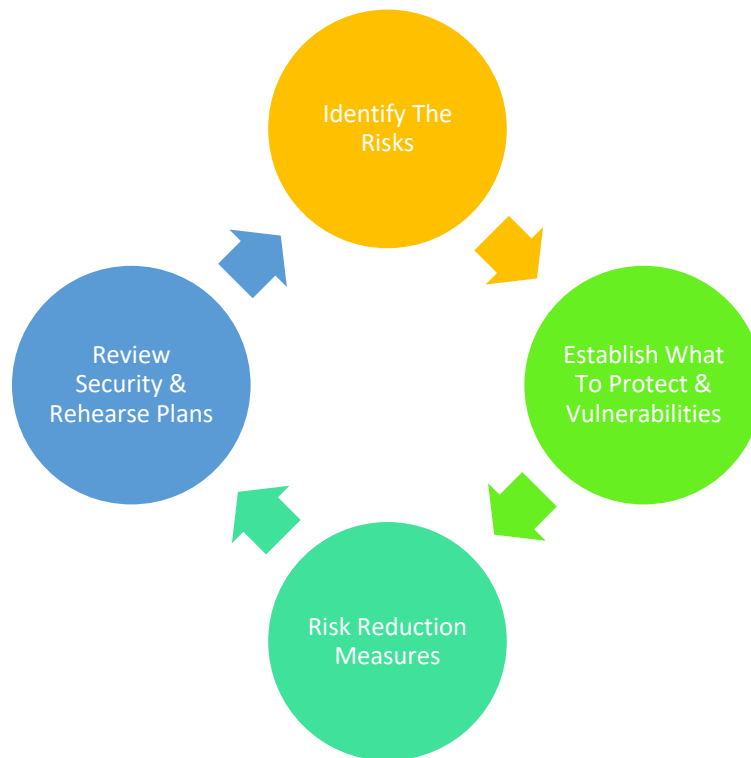 Identify The
Risks
Establish What
To Protect &
Vulnerabilities
Risk Reduction
Measures
Review
Security &
Rehearse Plans